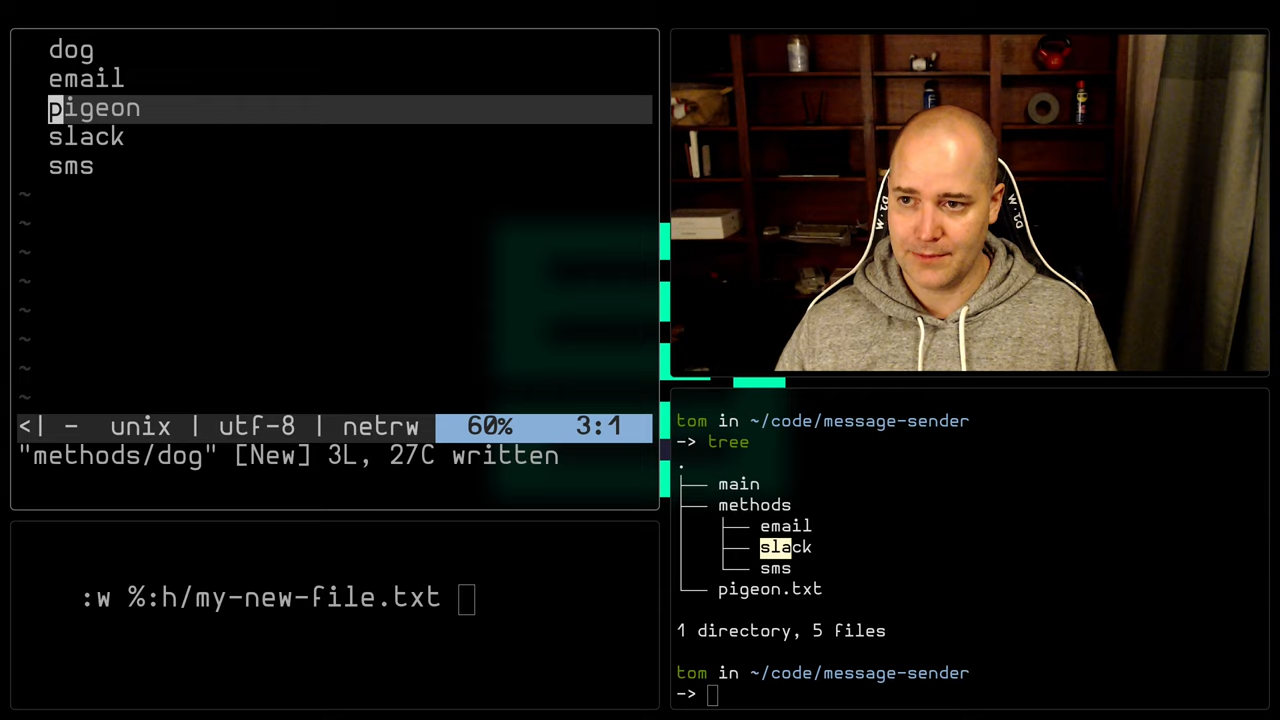 dog
email
pigeon
slack
sms
~
~
~
~
~
~
~
~
<| - unix | utf-8 | netrw 60% 3:1
"methods/dog" [New] 3L, 27C written
:w %:h/my-new-file.txt
tom in ~/code/message-sender
-> tree
.
├── main
├── methods
│   ├── email
│   ├── slack
│   └── sms
└── pigeon.txt
1 directory, 5 files
tom in ~/code/message-sender
->